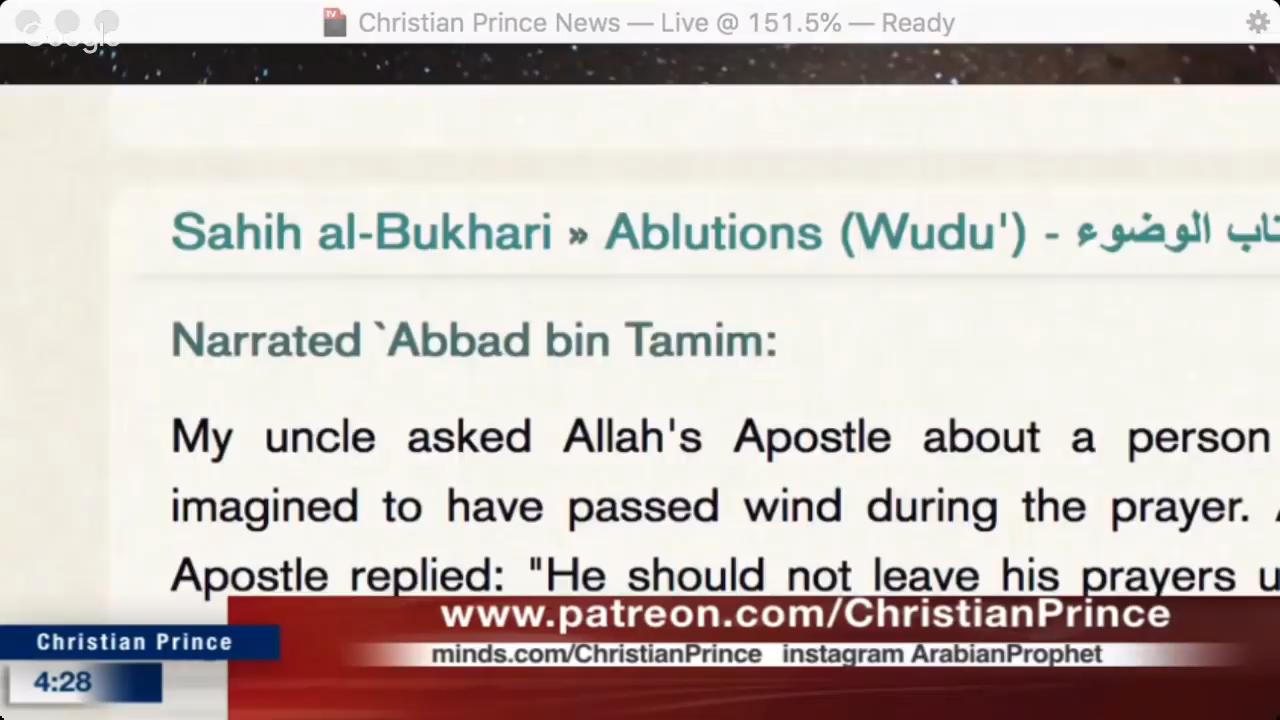 Christian Prince News — Live @ 151.5% — Ready
Google
Sahih al-Bukhari » Ablutions (Wudu') - تاب الوضوء
Narrated `Abbad bin Tamim:
My uncle asked Allah's Apostle about a person
imagined to have passed wind during the prayer.
Apostle replied: "He should not leave his prayers u
www.patreon.com/ChristianPrince
Christian Prince
minds.com/ChristianPrince instagram ArabianProphet
4:28